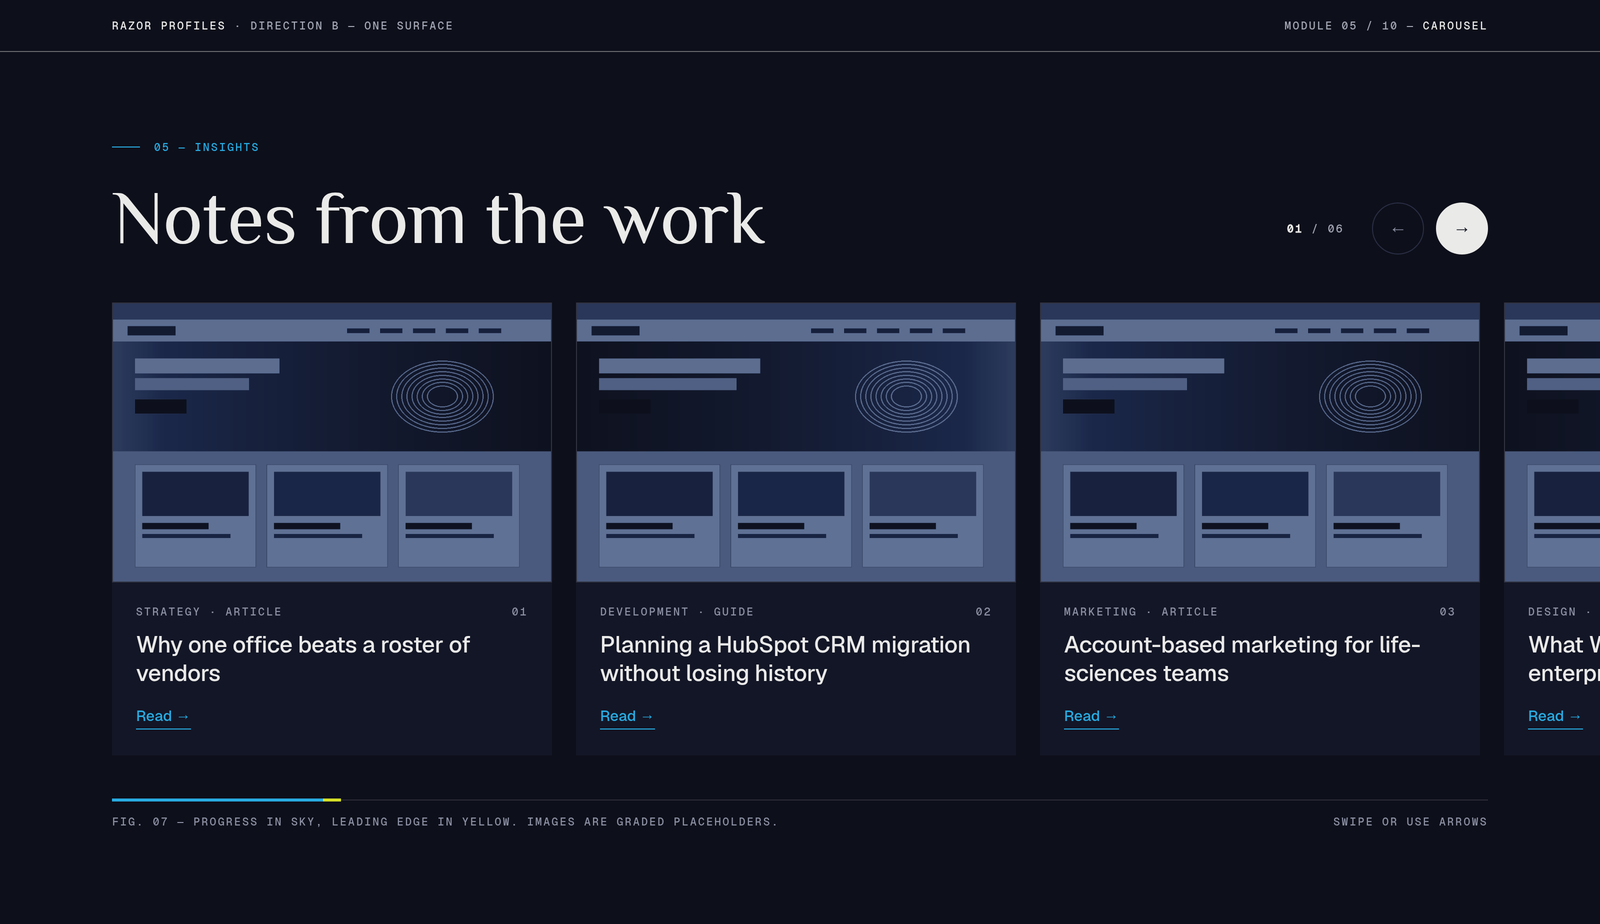 RAZOR PROFILES · DIRECTION B — ONE SURFACE
MODULE 05 / 10 — CAROUSEL
05 — INSIGHTS
Notes from the work
01 / 06
← →
STRATEGY · ARTICLE 01
Why one office beats a roster of
vendors
Read →
DEVELOPMENT · GUIDE 02
Planning a HubSpot CRM migration
without losing history
Read →
MARKETING · ARTICLE 03
Account-based marketing for life-
sciences teams
Read →
DESIGN ·
What
Read →
FIG. 07 — PROGRESS IN SKY, LEADING EDGE IN YELLOW. IMAGES ARE GRADED PLACEHOLDERS.
SWIPE OR USE ARROWS